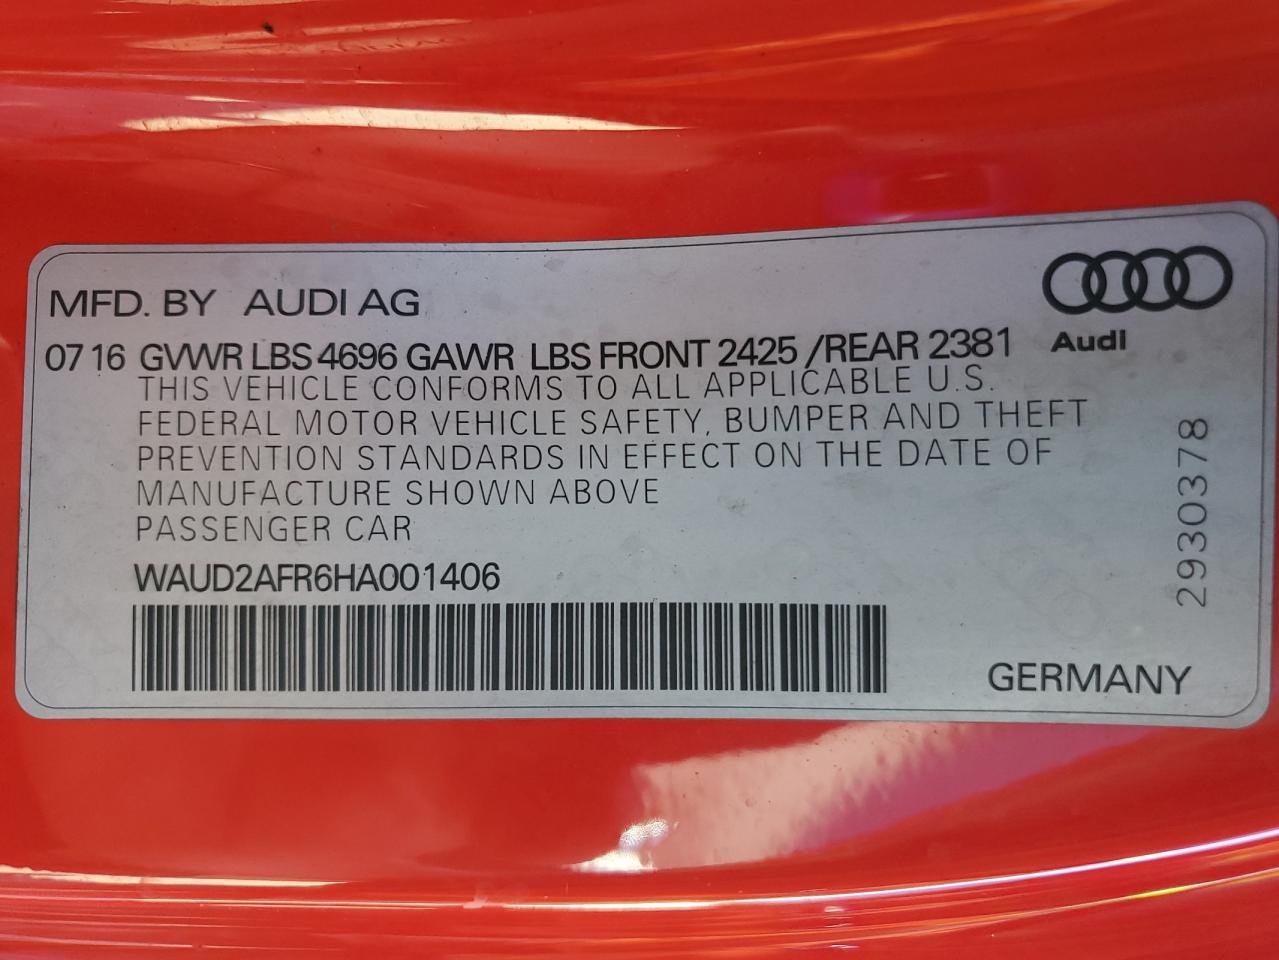 MFD. BY AUDI AG
Audi
07 16 GVWR LBS 4696 GAWR LBS FRONT 2425 /REAR 2381
THIS VEHICLE CONFORMS TO ALL APPLICABLE U.S.
FEDERAL MOTOR VEHICLE SAFETY, BUMPER AND THEFT
PREVENTION STANDARDS IN EFFECT ON THE DATE OF
MANUFACTURE SHOWN ABOVE
PASSENGER CAR
WAUD2AFR6HA001406
2930378
GERMANY